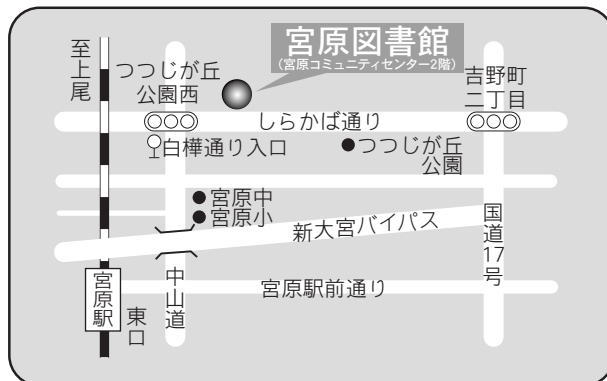 宮原図書館
(宮原コミュニティセンター2階)
至上尾
つつじが丘
公園西
吉野町
二丁目
しらかば通り
白樺通り入口
つつじが丘
公園
宮原中
宮原小
新大宮バイパス
国道17号
中山道
宮原駅前通り
宮原駅
東口